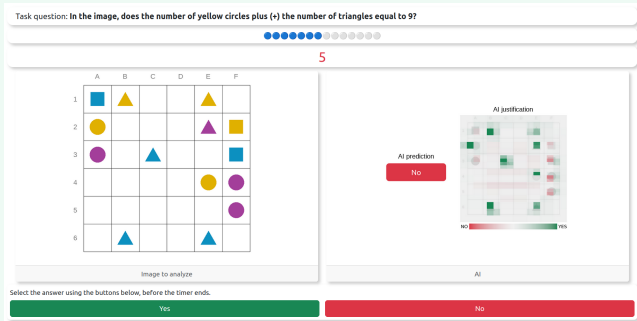 Task question: In the image, does the number of yellow circles plus (+) the number of triangles equal to 9?
5
A B C D E F
1
2
3
4
5
6
Image to analyze
AI justification
AI prediction
No
NO YES
AI
Select the answer using the buttons below, before the timer ends.
Yes No